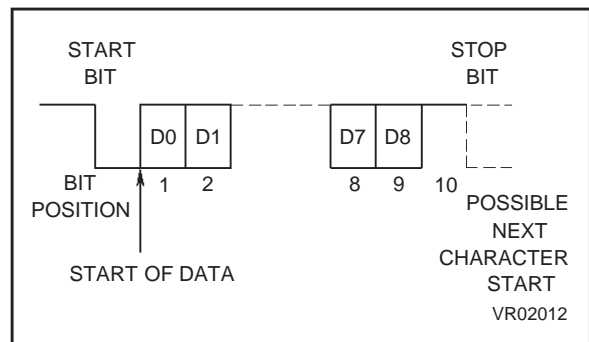 START
BIT
STOP
BIT
D0 D1 D7 D8
BIT
POSITION
1 2 8 9 10
POSSIBLE
NEXT
CHARACTER
START
START OF DATA
VR02012